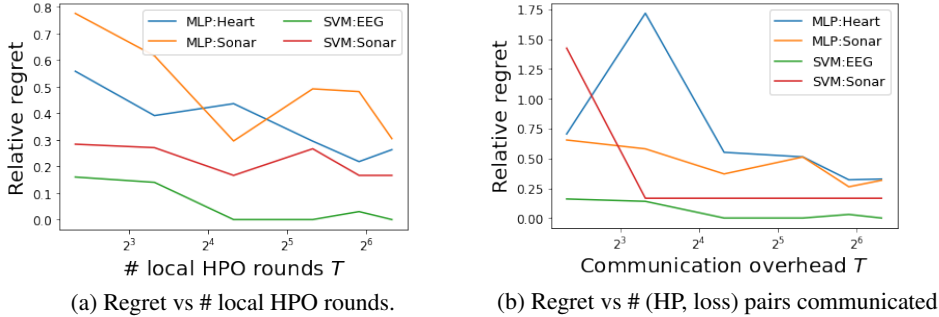 0.8
0.7
0.6
0.5
0.4
0.3
0.2
0.1
0.0
Relative regret
MLP:Heart
MLP:Sonar
SVM:EEG
SVM:Sonar
2^3
2^4
2^5
2^6
# local HPO rounds T
(a) Regret vs # local HPO rounds.
1.75
1.50
1.25
1.00
0.75
0.50
0.25
0.00
Relative regret
MLP:Heart
MLP:Sonar
SVM:EEG
SVM:Sonar
2^3
2^4
2^5
2^6
Communication overhead T
(b) Regret vs # (HP, loss) pairs communicated